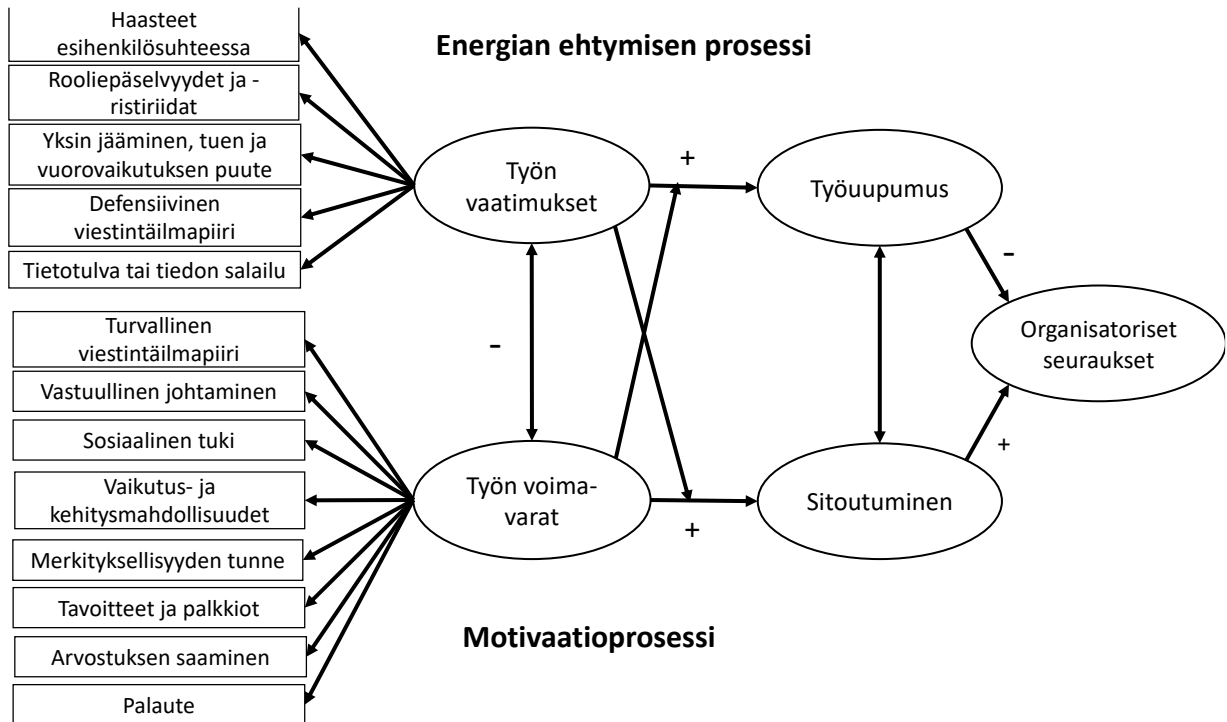 Haasteet
esihenkilösuhteessa
Energian ehtymisen prosessi
Rooliepäselvyydet ja -
ristiriidat
Yksin jääminen, tuen ja
vuorovaikutuksen puute
Defensiivinen
viestintäilmapiiri
Tietotulva tai tiedon salailu
Työn
vaatimukset
+
Työuupumus
-
Organisatoriset
seuraukset
-
Turvallinen
viestintäilmapiiri
Vastuullinen johtaminen
Sosiaalinen tuki
Vaikutus- ja
kehitysmahdollisuudet
Merkityksellisyyden tunne
Tavoitteet ja palkkiot
Arvostuksen saaminen
Palaute
Työn voima-
varat
+
Sitoutuminen
+
Motivaatioprosessi